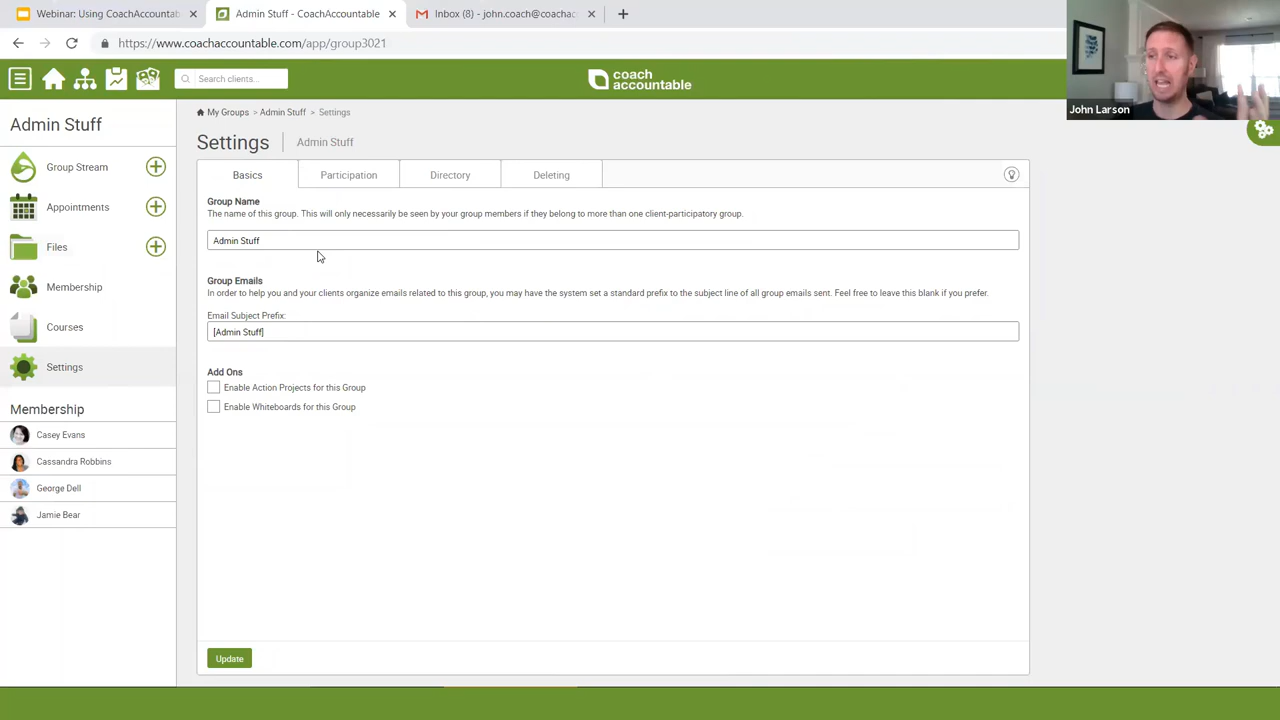 Webinar: Using CoachAccountab
Admin Stuff - CoachAccountable
Inbox (8) - john.coach@coachac
https://www.coachaccountable.com/app/group3021
Search clients...
coach
accountable
John Larson
Admin Stuff
My Groups > Admin Stuff > Settings
Settings
Admin Stuff
Group Stream
Appointments
Files
Membership
Courses
Settings
Membership
Casey Evans
Cassandra Robbins
George Dell
Jamie Bear
Basics
Participation
Directory
Deleting
Group Name
The name of this group. This will only necessarily be seen by your group members if they belong to more than one client-participatory group.
Admin Stuff
Group Emails
In order to help you and your clients organize emails related to this group, you may have the system set a standard prefix to the subject line of all group emails sent. Feel free to leave this blank if you prefer.
Email Subject Prefix:
[Admin Stuff]
Add Ons
Enable Action Projects for this Group
Enable Whiteboards for this Group
Update